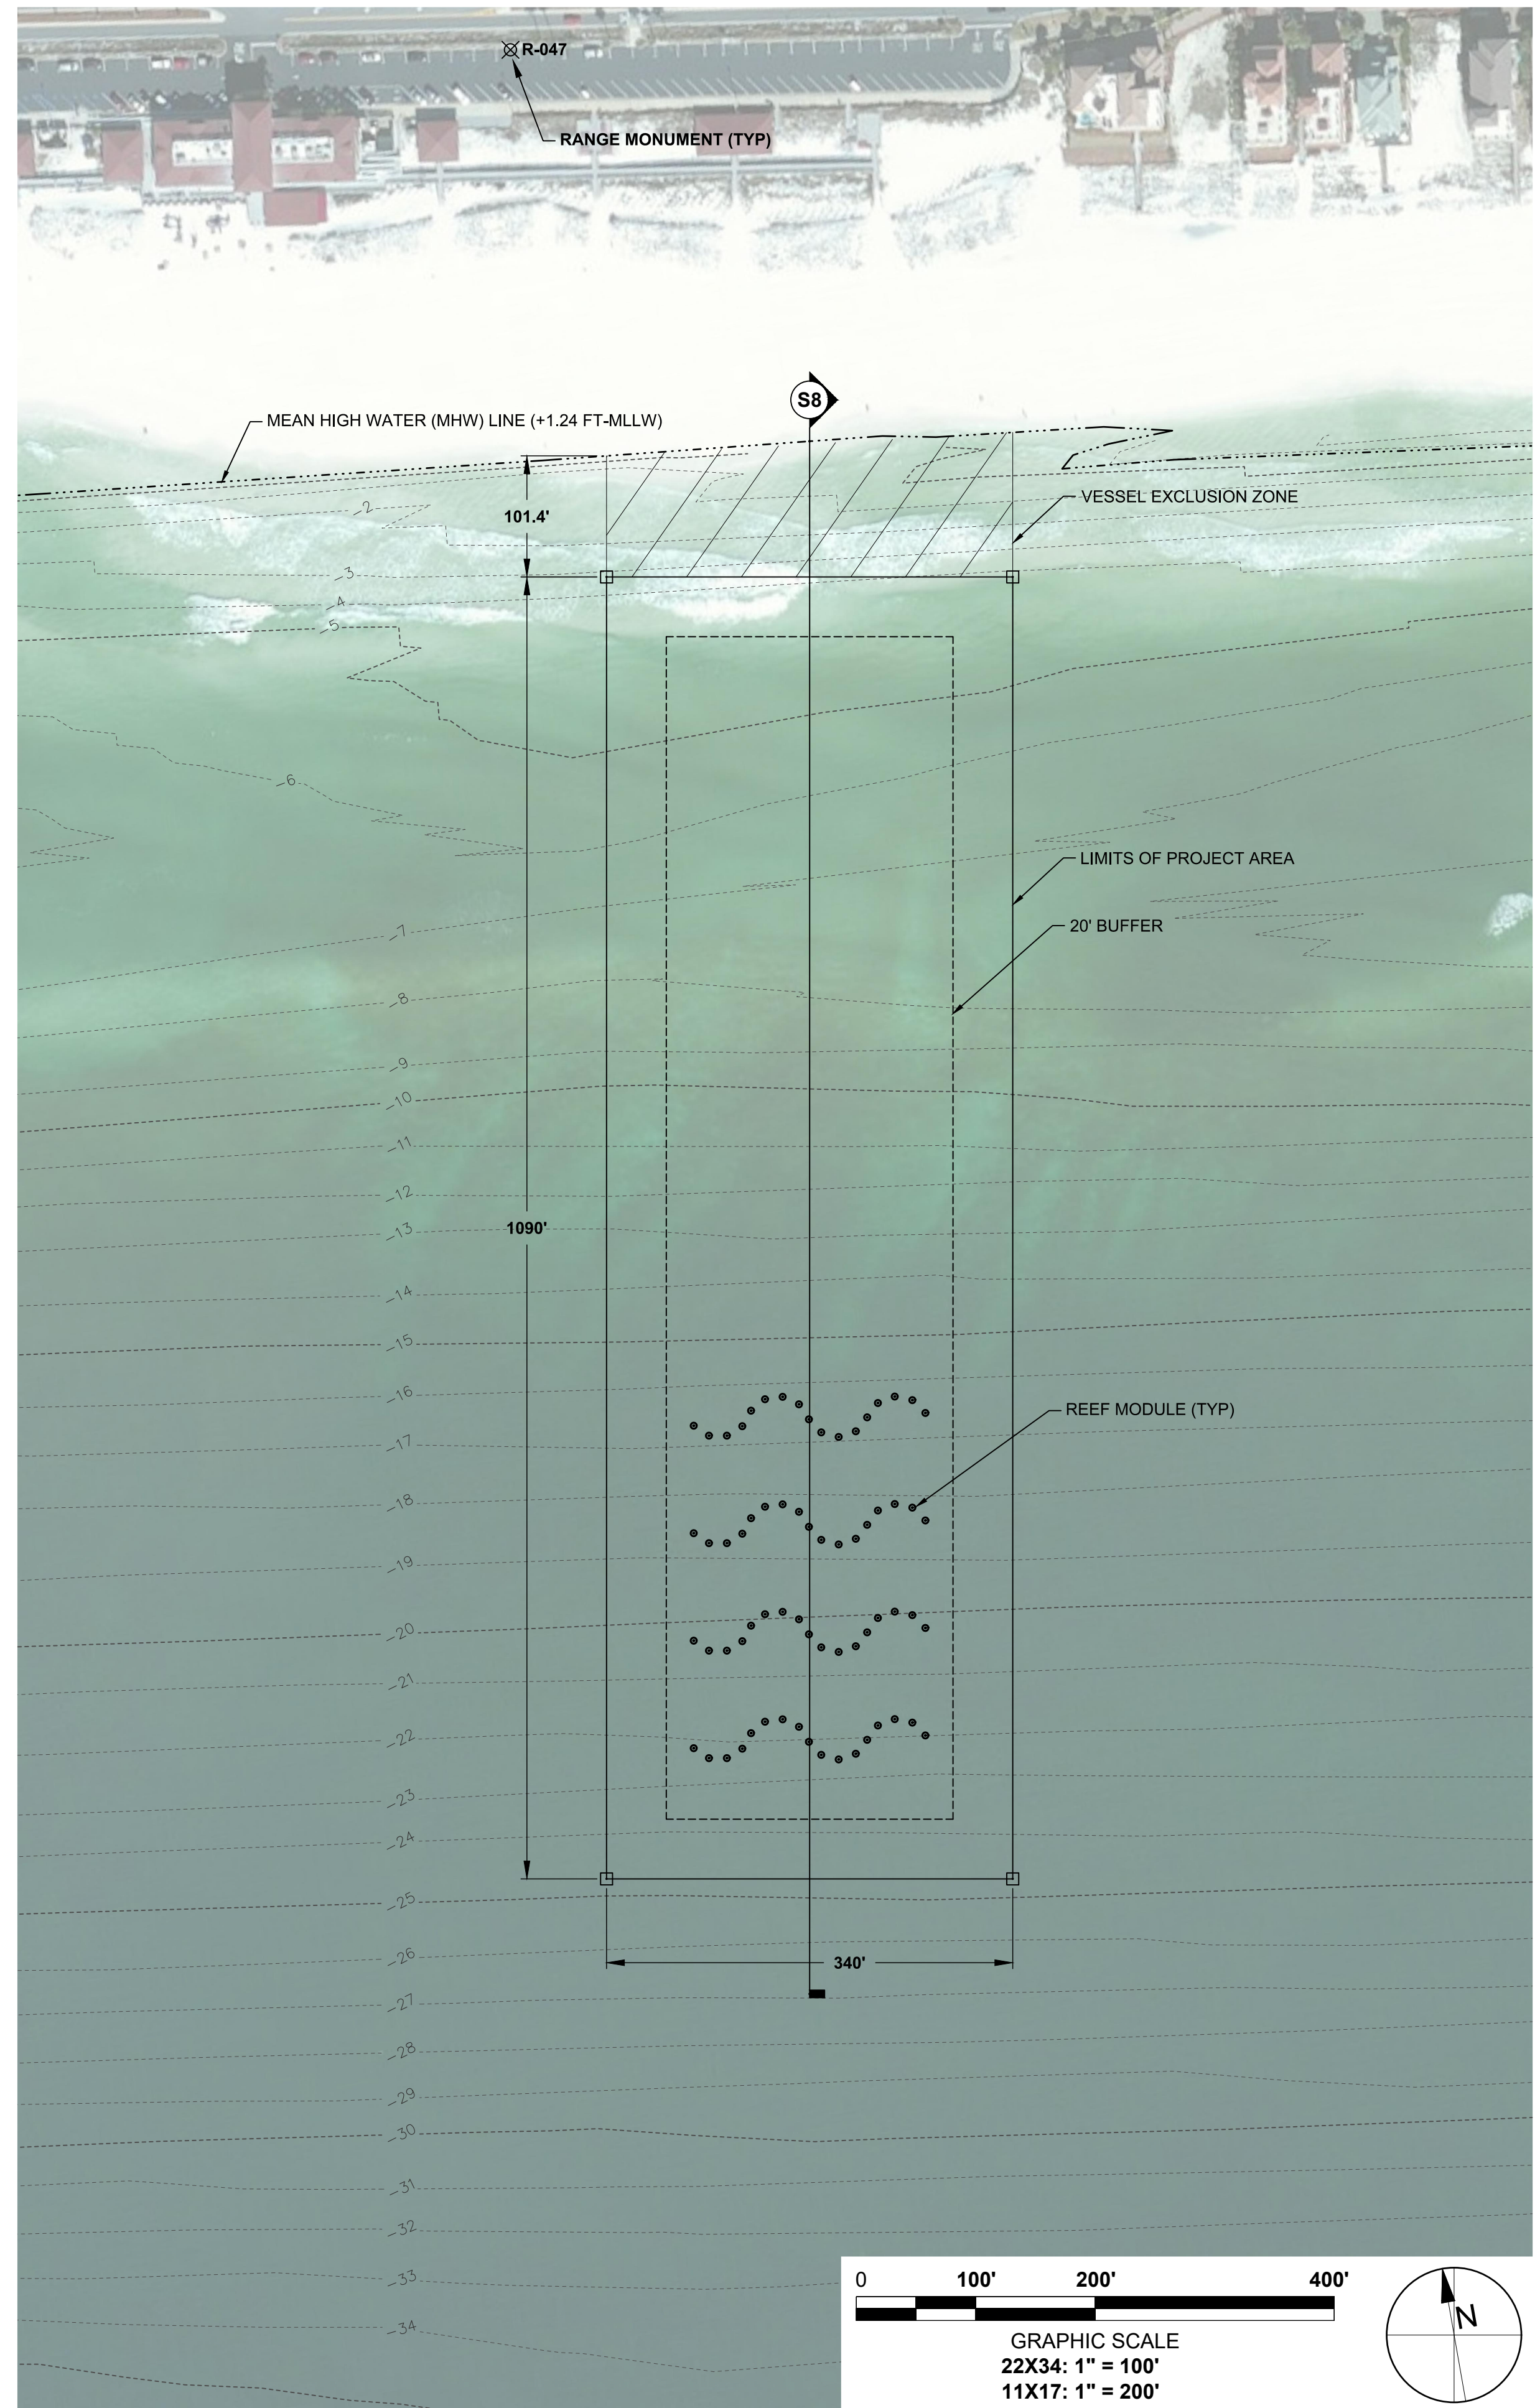 R-047
RANGE MONUMENT (TYP)
S8
MEAN HIGH WATER (MHW) LINE (+1.24 FT-MLLW)
VESSEL EXCLUSION ZONE
-2
101.4'
-3
-4
-5
-6
LIMITS OF PROJECT AREA
20' BUFFER
-7
-8
-9
-10
-11
-12
1090'
-13
-14
-15
-16
REEF MODULE (TYP)
-17
-18
-19
-20
-21
-22
-23
-24
-25
-26
340'
-27
-28
-29
-30
-31
-32
-33
-34
0 100' 200' 400'
GRAPHIC SCALE
22X34: 1" = 100'
11X17: 1" = 200'
N